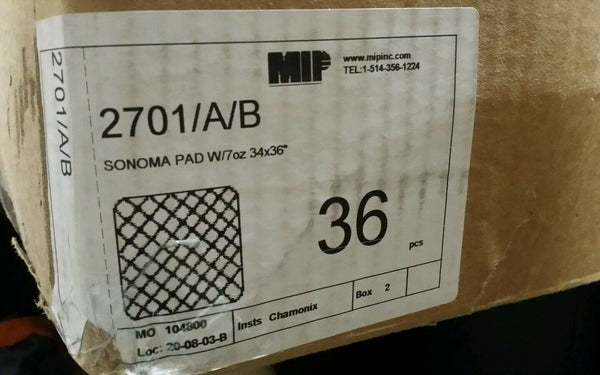 MIP
www.mipinc.com
TEL:1-514-356-1224
2701/A/B
2701/A/B
SONOMA PAD W/7oz 34x36"
36 pcs
MO 104800
Insts Chamonix
Box 2
Loc: 20-08-03-B